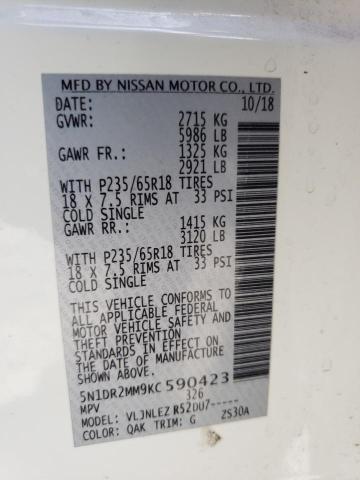 MFD BY NISSAN MOTOR CO., LTD.
DATE: 10/18
GVWR: 2715 KG
5986 LB
GAWR FR.: 1325 KG
2921 LB
WITH P235/65R18 TIRES
18 X 7.5 RIMS AT 33 PSI
COLD SINGLE
GAWR RR.: 1415 KG
3120 LB
WITH P235/65R18 TIRES
18 X 7.5 RIMS AT 33 PSI
COLD SINGLE
THIS VEHICLE CONFORMS TO
ALL APPLICABLE FEDERAL
MOTOR VEHICLE SAFETY AND
THEFT PREVENTION
STANDARDS IN EFFECT ON
THE DATE OF MANUFACTURE
SHOWN ABOVE.
5N1DR2MM9KC590423
MPV 326
MODEL: VLJNLEZ R52DU7-----
COLOR: QAK TRIM: G ZS30A